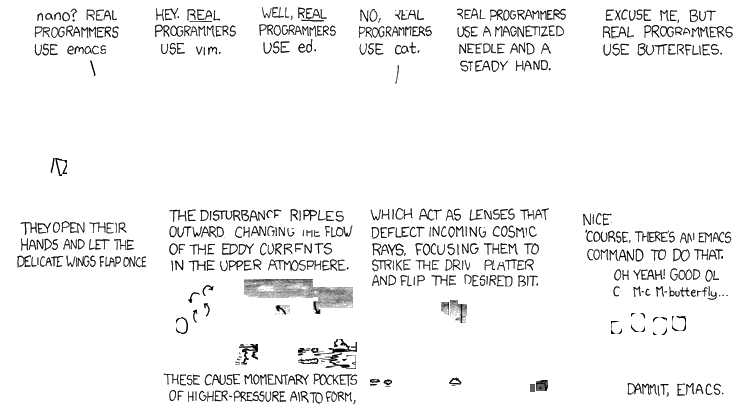 nano? REAL
PROGRAMMERS
USE emacs
HEY. REAL
PROGRAMMERS
USE vim.
WELL, REAL
PROGRAMMERS
USE ed.
NO, REAL
PROGRAMMERS
USE cat.
REAL PROGRAMMERS
USE A MAGNETIZED
NEEDLE AND A
STEADY HAND.
EXCUSE ME, BUT
REAL PROGRAMMERS
USE BUTTERFLIES.
THEY OPEN THEIR
HANDS AND LET THE
DELICATE WINGS FLAP ONCE
THE DISTURBANCE RIPPLES
OUTWARD CHANGING THE FLOW
OF THE EDDY CURRENTS
IN THE UPPER ATMOSPHERE.
THESE CAUSE MOMENTARY POCKETS
OF HIGHER-PRESSURE AIR TO FORM,
WHICH ACT AS LENSES THAT
DEFLECT INCOMING COSMIC
RAYS, FOCUSING THEM TO
STRIKE THE DRIV PLATTER
AND FLIP THE DESIRED BIT.
NICE
'COURSE, THERE'S AN EMACS
COMMAND TO DO THAT.
OH YEAH! GOOD OL
C M-c M-butterfly...
DAMMIT, EMACS.